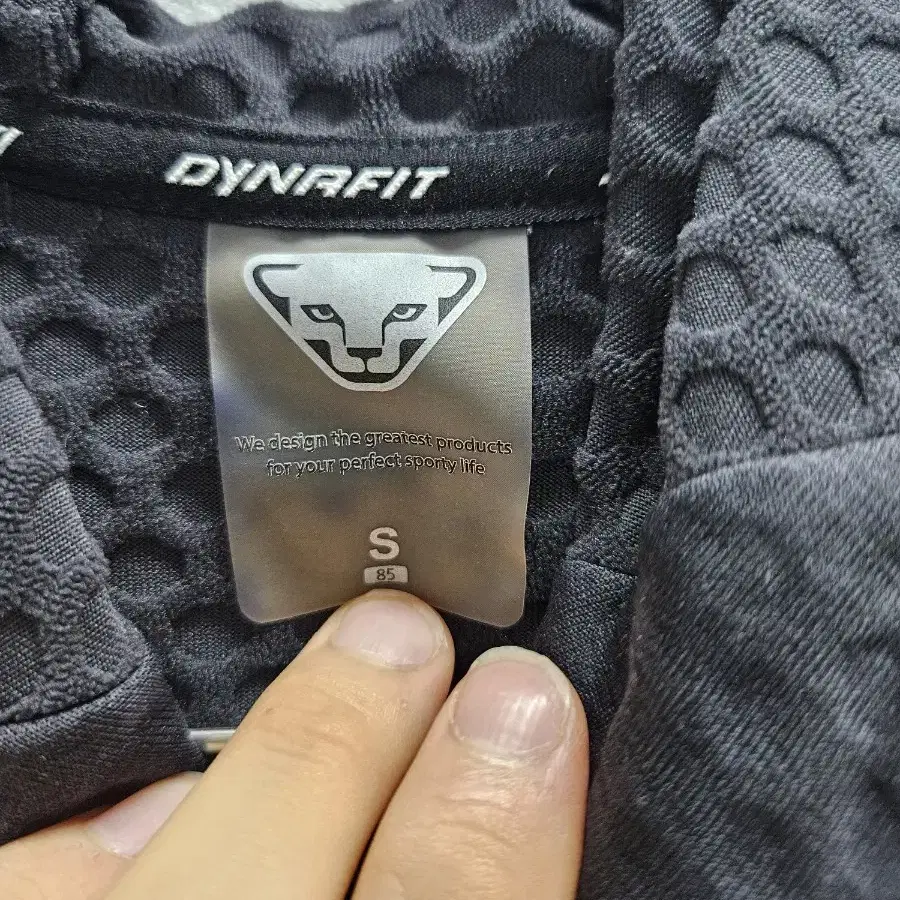 DYNAFIT
We design the greatest products
for your perfect sporty life
S
85